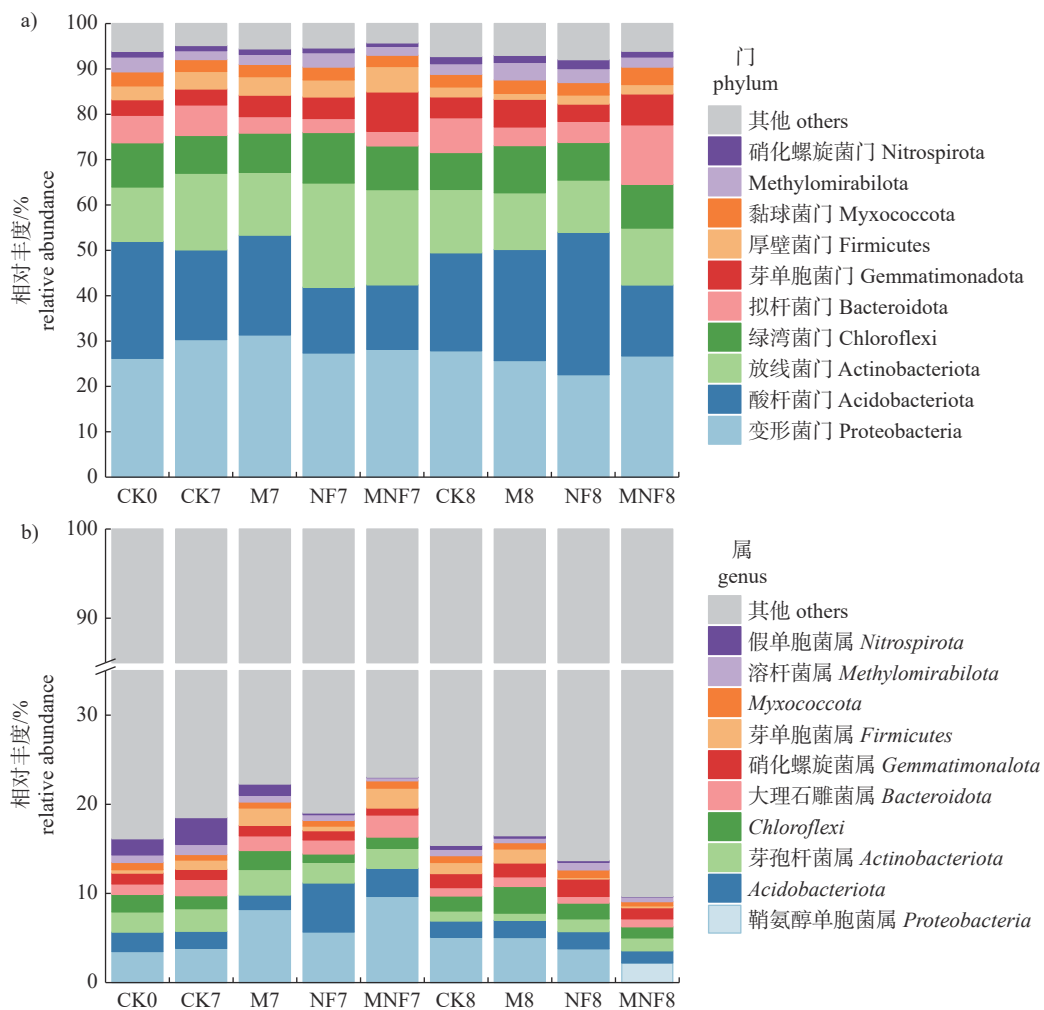 a)
100
90
80
70
60
50
40
30
20
10
0
相对丰度/%
relative abundance
CK0 CK7 M7 NF7 MNF7 CK8 M8 NF8 MNF8
门
phylum
其他 others
硝化螺旋菌门 Nitrospirota
Methylomirabilota
黏球菌门 Myxococcota
厚壁菌门 Firmicutes
芽单胞菌门 Gemmatimonadota
拟杆菌门 Bacteroidota
绿湾菌门 Chloroflexi
放线菌门 Actinobacteriota
酸杆菌门 Acidobacteriota
变形菌门 Proteobacteria
b)
100
90
30
20
10
0
相对丰度/%
relative abundance
CK0 CK7 M7 NF7 MNF7 CK8 M8 NF8 MNF8
属
genus
其他 others
假单胞菌属 Nitrospirota
溶杆菌属 Methylomirabilota
Myxococcota
芽单胞菌属 Firmicutes
硝化螺旋菌属 Gemmatimonalota
大理石雕菌属 Bacteroidota
Chloroflexi
芽孢杆菌属 Actinobacteriota
Acidobacteriota
鞘氨醇单胞菌属 Proteobacteria